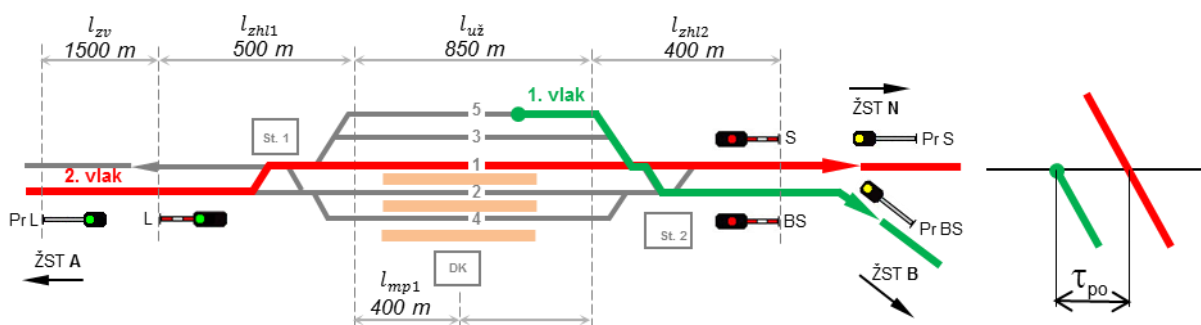 l_zv
1500 m
l_zhl1
500 m
l_už
850 m
l_zhl2
400 m
1. vlak
ŽST N
5
St. 1
3
S
Pr S
1
2. vlak
2
Pr L
L
4
St. 2
BS
Pr BS
ŽST A
DK
ŽST B
l_mp1
400 m
τ_po